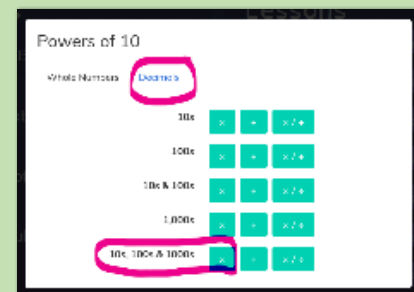 Lessons
Powers of 10
Whole Numbers Decimals
10s × ÷ × / ÷
100s × ÷ × / ÷
10s & 100s × ÷ × / ÷
1,000s × ÷ × / ÷
10s, 100s & 1000s × ÷ × / ÷